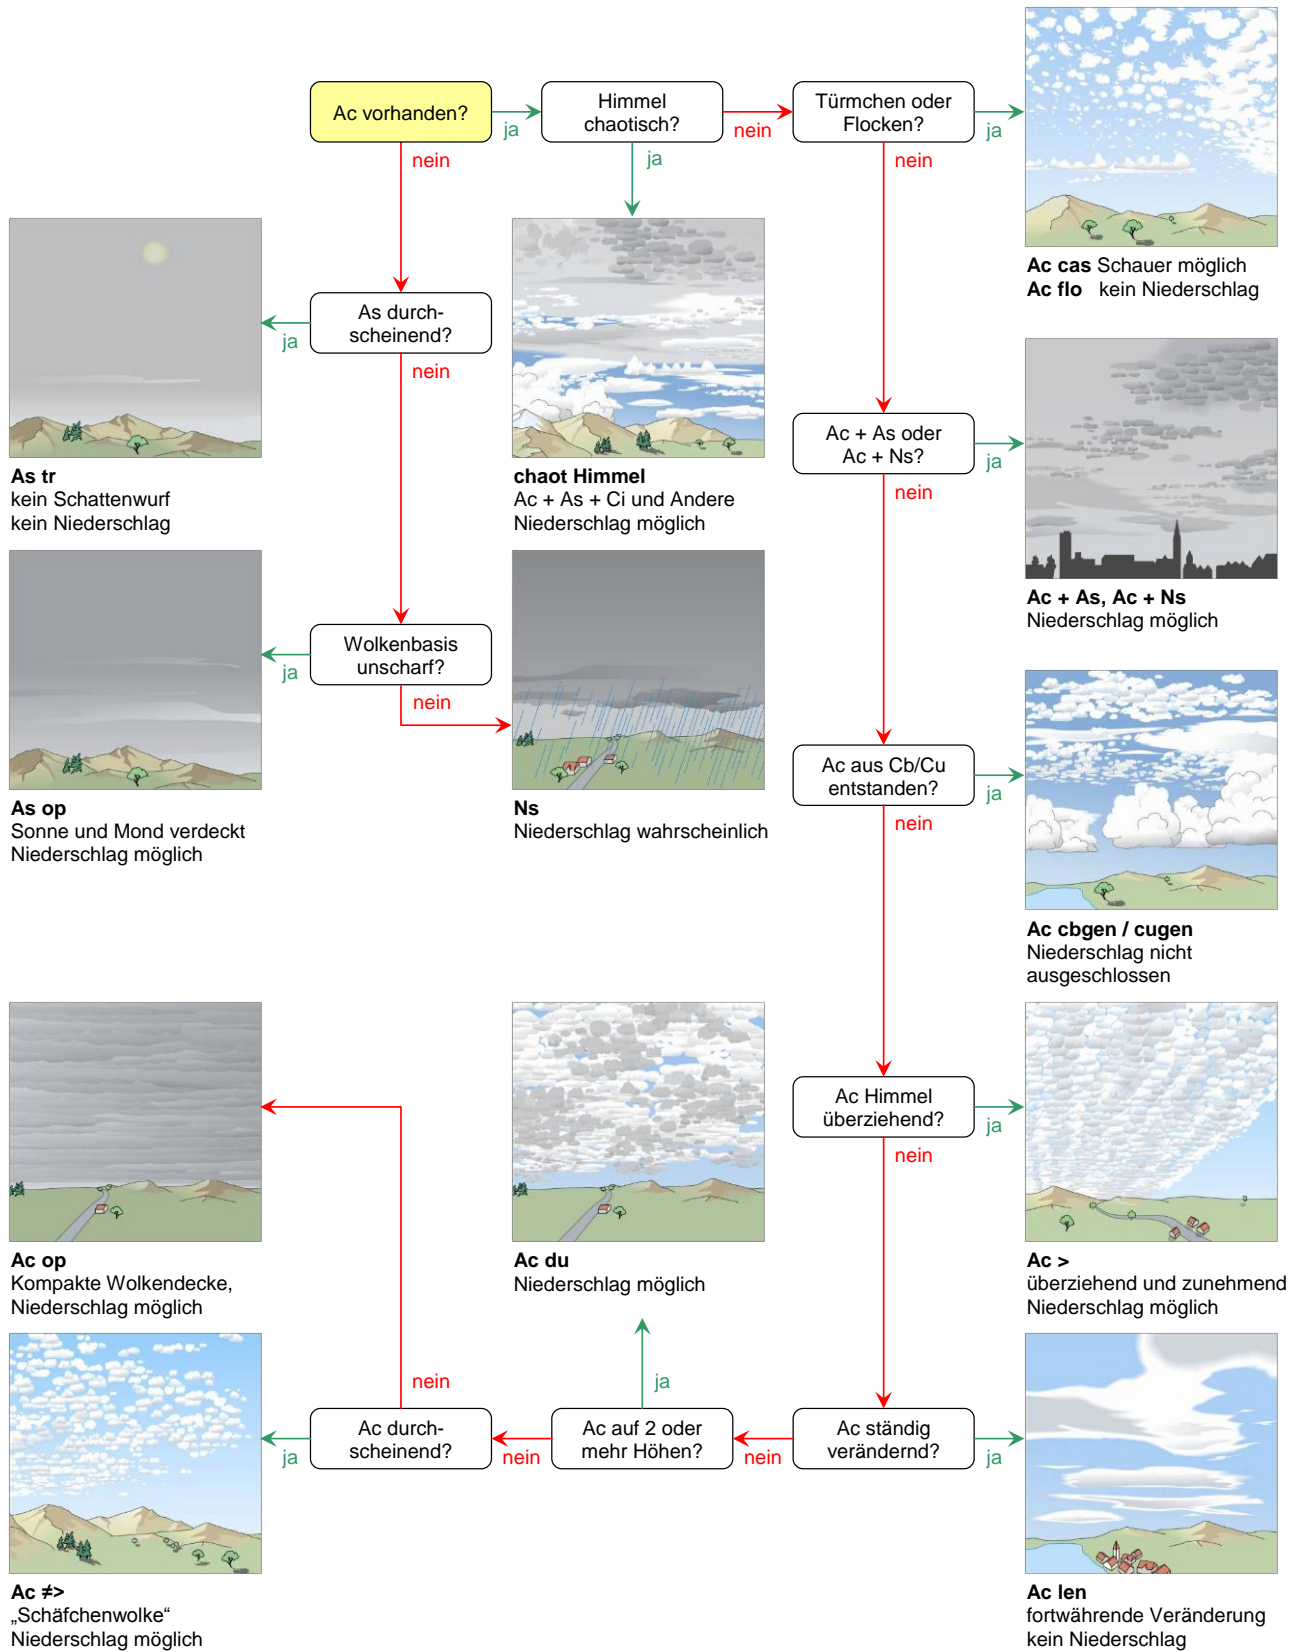 Ac vorhanden?
ja
nein
Himmel
chaotisch?
nein
ja
Türmchen oder
Flocken?
ja
nein
Ac cas Schauer möglich
Ac flo kein Niederschlag
As durch-
scheinend?
ja
nein
As tr
kein Schattenwurf
kein Niederschlag
chaot Himmel
Ac + As + Ci und Andere
Niederschlag möglich
Ac + As oder
Ac + Ns?
ja
nein
Ac + As, Ac + Ns
Niederschlag möglich
Wolkenbasis
unscharf?
ja
nein
As op
Sonne und Mond verdeckt
Niederschlag möglich
Ns
Niederschlag wahrscheinlich
Ac aus Cb/Cu
entstanden?
ja
nein
Ac cbgen / cugen
Niederschlag nicht
ausgeschlossen
Ac Himmel
überziehend?
ja
nein
Ac op
Kompakte Wolkendecke,
Niederschlag möglich
Ac du
Niederschlag möglich
Ac >
überziehend und zunehmend
Niederschlag möglich
nein
ja
Ac durch-
scheinend?
ja
nein
Ac auf 2 oder
mehr Höhen?
nein
Ac ständig
verändernd?
ja
Ac ≠>
„Schäfchenwolke“
Niederschlag möglich
Ac len
fortwährende Veränderung
kein Niederschlag